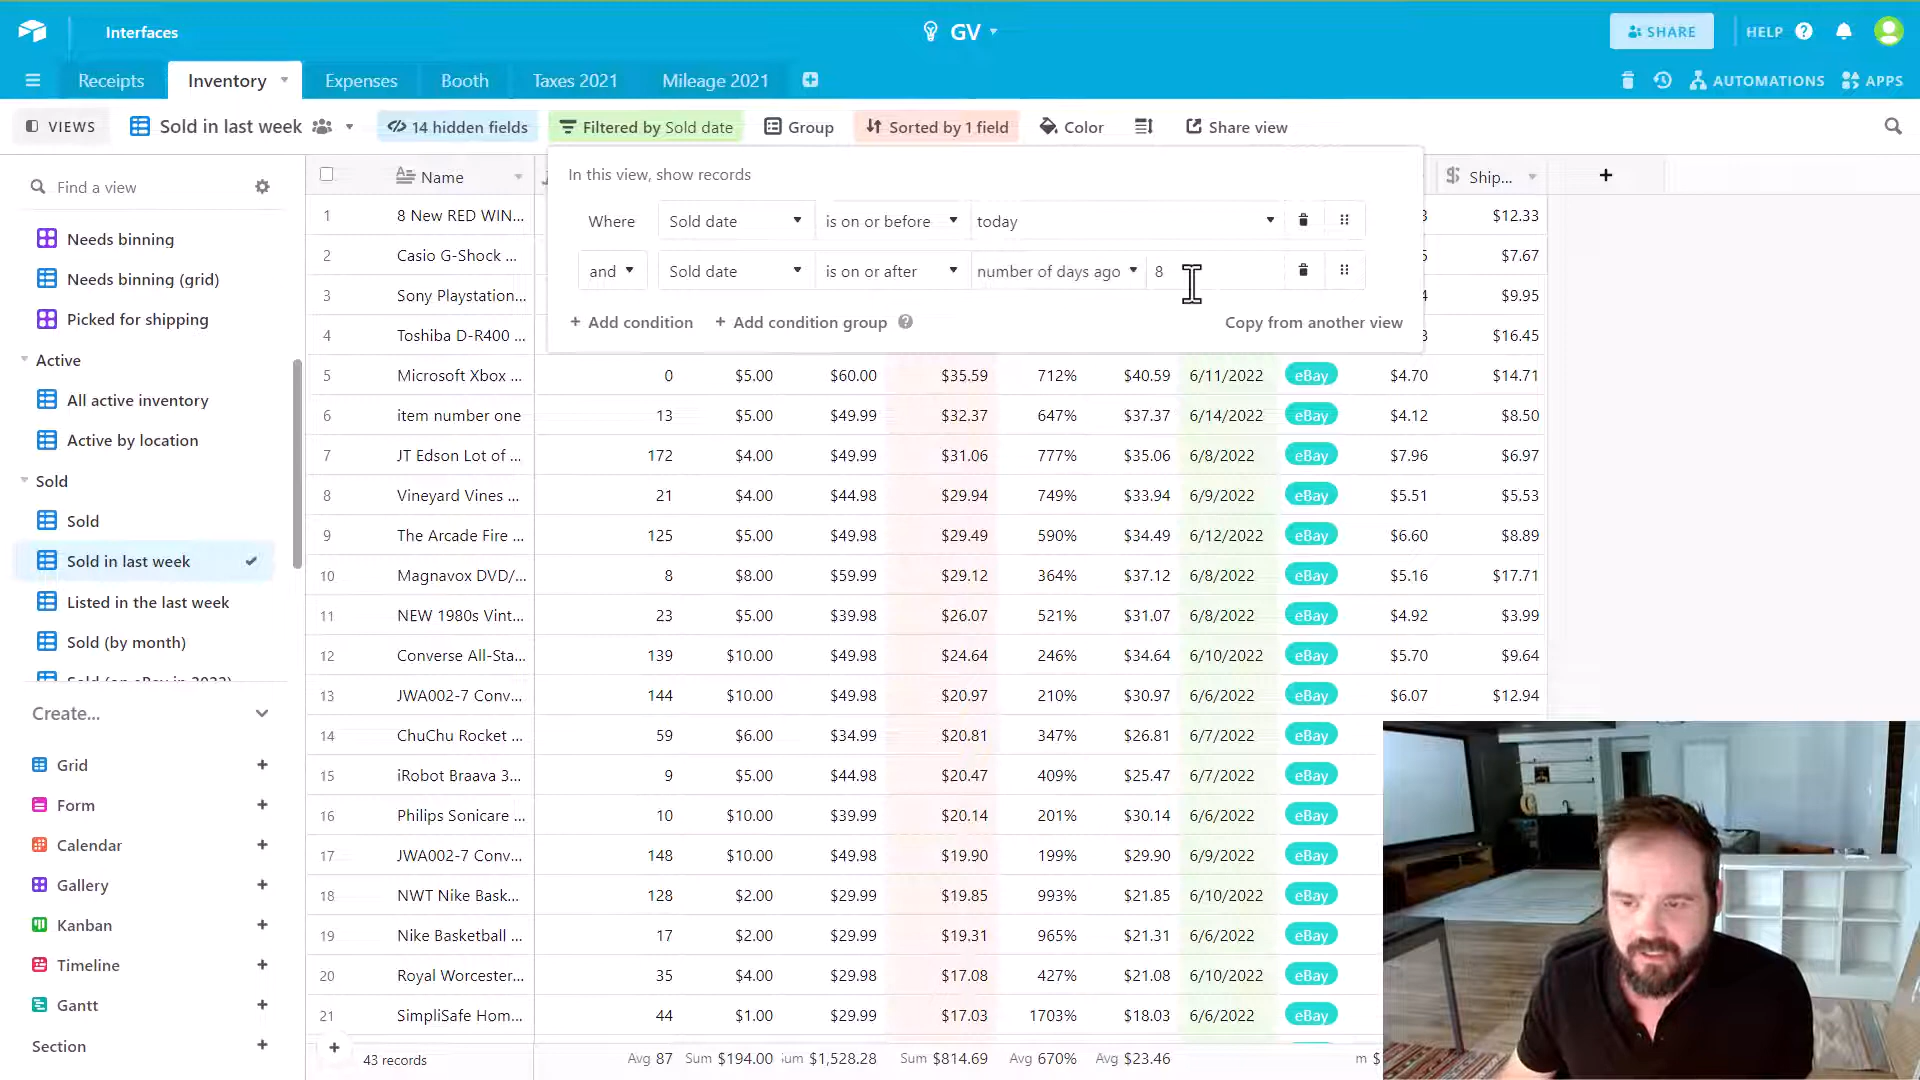 Interfaces
GV
SHARE
HELP
Receipts
Inventory
Expenses
Booth
Taxes 2021
Mileage 2021
AUTOMATIONS
APPS
VIEWS
Sold in last week
14 hidden fields
Filtered by Sold date
Group
Sorted by 1 field
Color
Share view
Find a view
Needs binning
Needs binning (grid)
Picked for shipping
Active
All active inventory
Active by location
Sold
Sold
Sold in last week
Listed in the last week
Sold (by month)
Create...
Grid
Form
Calendar
Gallery
Kanban
Timeline
Gantt
Section
In this view, show records
Where Sold date is on or before today
and Sold date is on or after number of days ago 8
+ Add condition + Add condition group Copy from another view
Name Ship...
1 8 New RED WIN... 3 $12.33
2 Casio G-Shock ... $7.67
3 Sony Playstation... 4 $9.95
4 Toshiba D-R400 ... $16.45
5 Microsoft Xbox ... 0 $5.00 $60.00 $35.59 712% $40.59 6/11/2022 eBay $4.70 $14.71
6 item number one 13 $5.00 $49.99 $32.37 647% $37.37 6/14/2022 eBay $4.12 $8.50
7 JT Edson Lot of ... 172 $4.00 $49.99 $31.06 777% $35.06 6/8/2022 eBay $7.96 $6.97
8 Vineyard Vines ... 21 $4.00 $44.98 $29.94 749% $33.94 6/9/2022 eBay $5.51 $5.53
9 The Arcade Fire ... 125 $5.00 $49.99 $29.49 590% $34.49 6/12/2022 eBay $6.60 $8.89
10 Magnavox DVD/... 8 $8.00 $59.99 $29.12 364% $37.12 6/8/2022 eBay $5.16 $17.71
11 NEW 1980s Vint... 23 $5.00 $39.98 $26.07 521% $31.07 6/8/2022 eBay $4.92 $3.99
12 Converse All-Sta... 139 $10.00 $49.98 $24.64 246% $34.64 6/10/2022 eBay $5.70 $9.64
13 JWA002-7 Conv... 144 $10.00 $49.98 $20.97 210% $30.97 6/6/2022 eBay $6.07 $12.94
14 ChuChu Rocket ... 59 $6.00 $34.99 $20.81 347% $26.81 6/7/2022 eBay
15 iRobot Braava 3... 9 $5.00 $44.98 $20.47 409% $25.47 6/7/2022 eBay
16 Philips Sonicare ... 10 $10.00 $39.99 $20.14 201% $30.14 6/6/2022 eBay
17 JWA002-7 Conv... 148 $10.00 $49.98 $19.90 199% $29.90 6/9/2022 eBay
18 NWT Nike Bask... 128 $2.00 $29.99 $19.85 993% $21.85 6/10/2022 eBay
19 Nike Basketball ... 17 $2.00 $29.99 $19.31 965% $21.31 6/6/2022 eBay
20 Royal Worcester... 35 $4.00 $29.98 $17.08 427% $21.08 6/10/2022 eBay
21 SimpliSafe Hom... 44 $1.00 $29.99 $17.03 1703% $18.03 6/6/2022 eBay
43 records Avg 87 Sum $194.00 um $1,528.28 Sum $814.69 Avg 670% Avg $23.46 m $